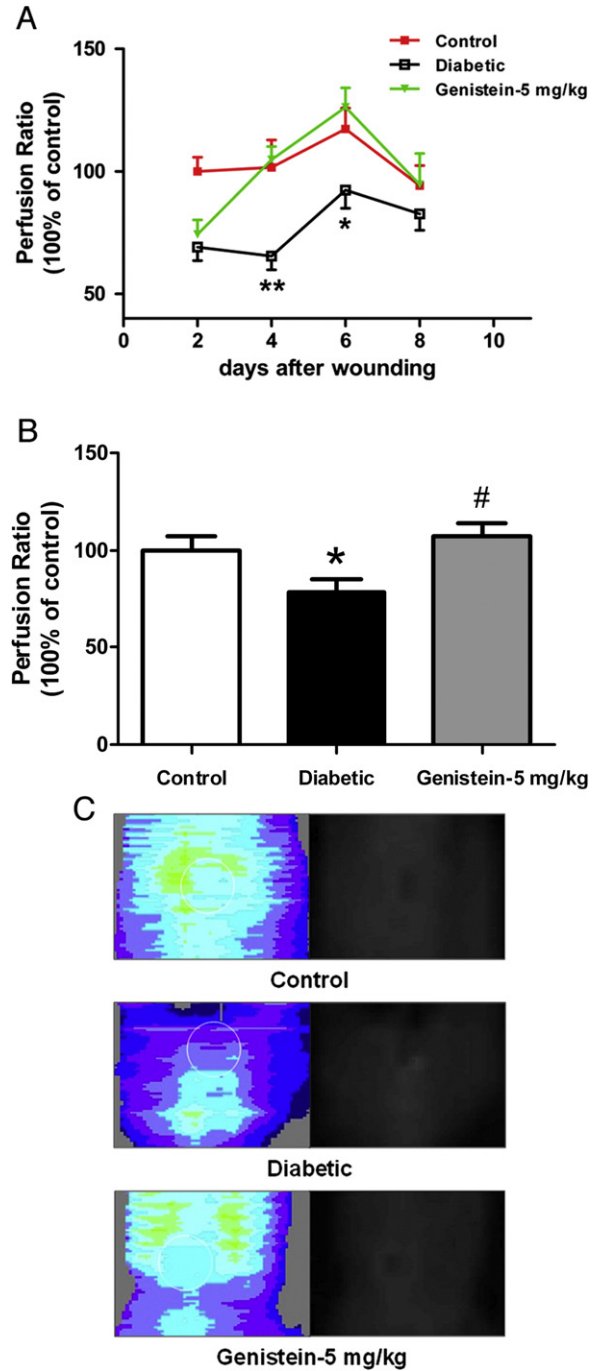 A
150
100
50
0
2
4
6
8
10
Perfusion Ratio
(100% of control)
days after wounding
Control
Diabetic
Genistein-5 mg/kg
**
*
B
150
100
50
0
Perfusion Ratio
(100% of control)
*
#
Control
Diabetic
Genistein-5 mg/kg
C
Control
Diabetic
Genistein-5 mg/kg